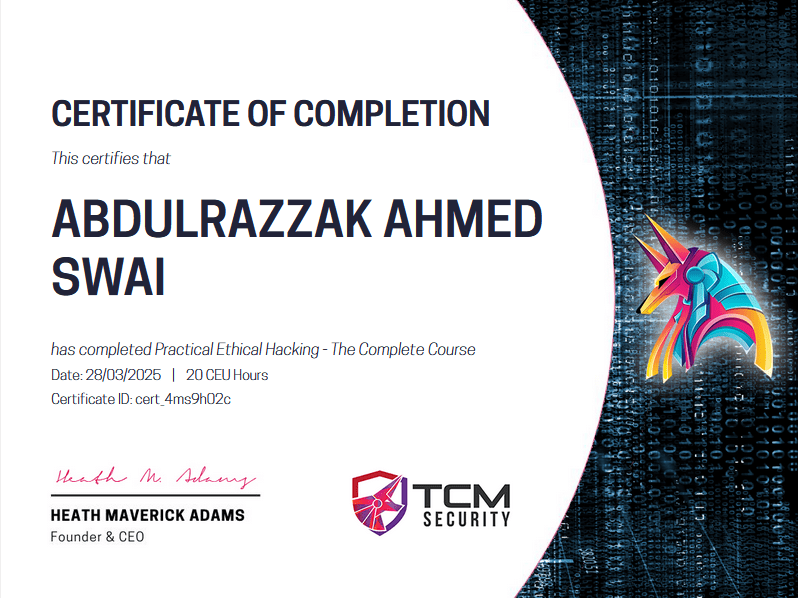 CERTIFICATE OF COMPLETION
This certifies that
ABDULRAZZAK AHMED
SWAI
has completed Practical Ethical Hacking - The Complete Course
Date: 28/03/2025 | 20 CEU Hours
Certificate ID: cert_4ms9h02c
Heath M. Adams
HEATH MAVERICK ADAMS
Founder & CEO
TCM
SECURITY